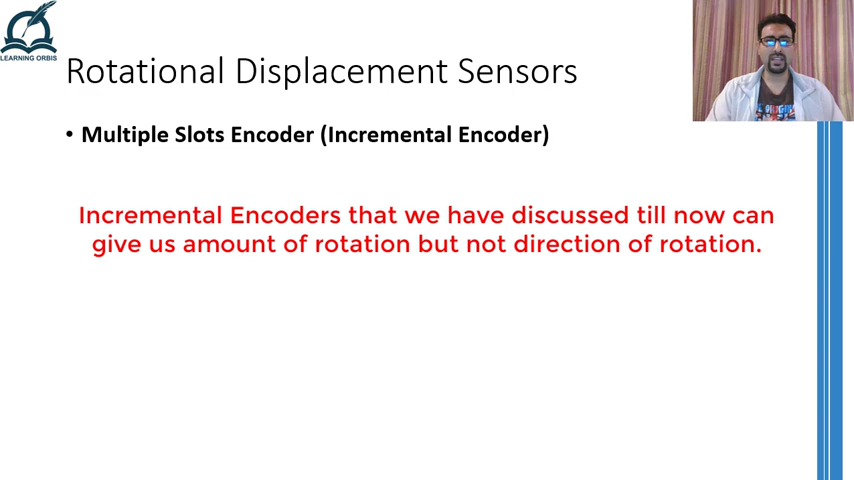 LEARNING ORBIS
Rotational Displacement Sensors
• Multiple Slots Encoder (Incremental Encoder)
Incremental Encoders that we have discussed till now can
give us amount of rotation but not direction of rotation.